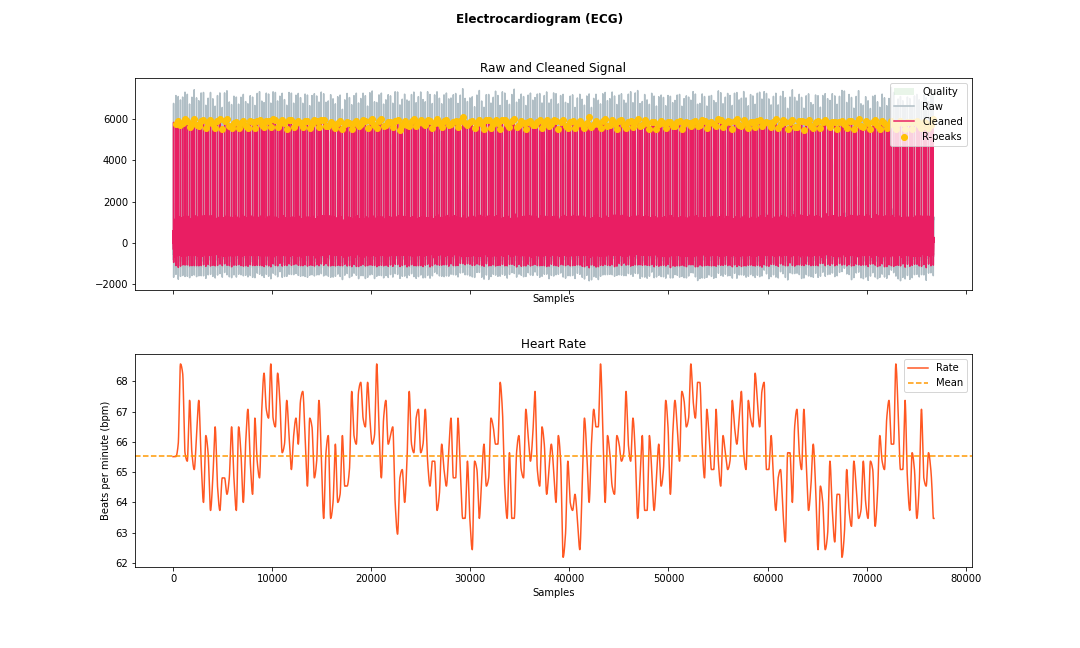 Electrocardiogram (ECG)
Raw and Cleaned Signal
Quality
Raw
Cleaned
R-peaks
6000
4000
2000
0
−2000
Samples
Heart Rate
Rate
Mean
Beats per minute (bpm)
68
67
66
65
64
63
62
0 10000 20000 30000 40000 50000 60000 70000 80000
Samples